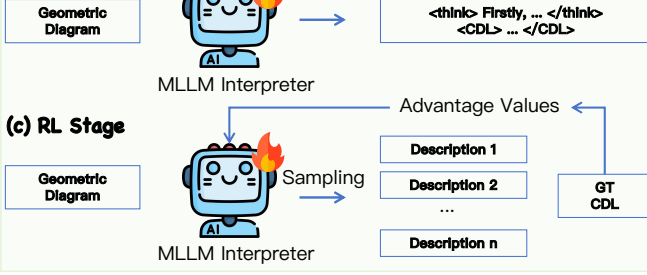 Geometric
Diagram
<think> Firstly, ... </think>
<CDL> ... </CDL>
AI
MLLM Interpreter
Advantage Values
(c) RL Stage
Description 1
Geometric
Diagram
Sampling
Description 2
GT
CDL
...
AI
Description n
MLLM Interpreter